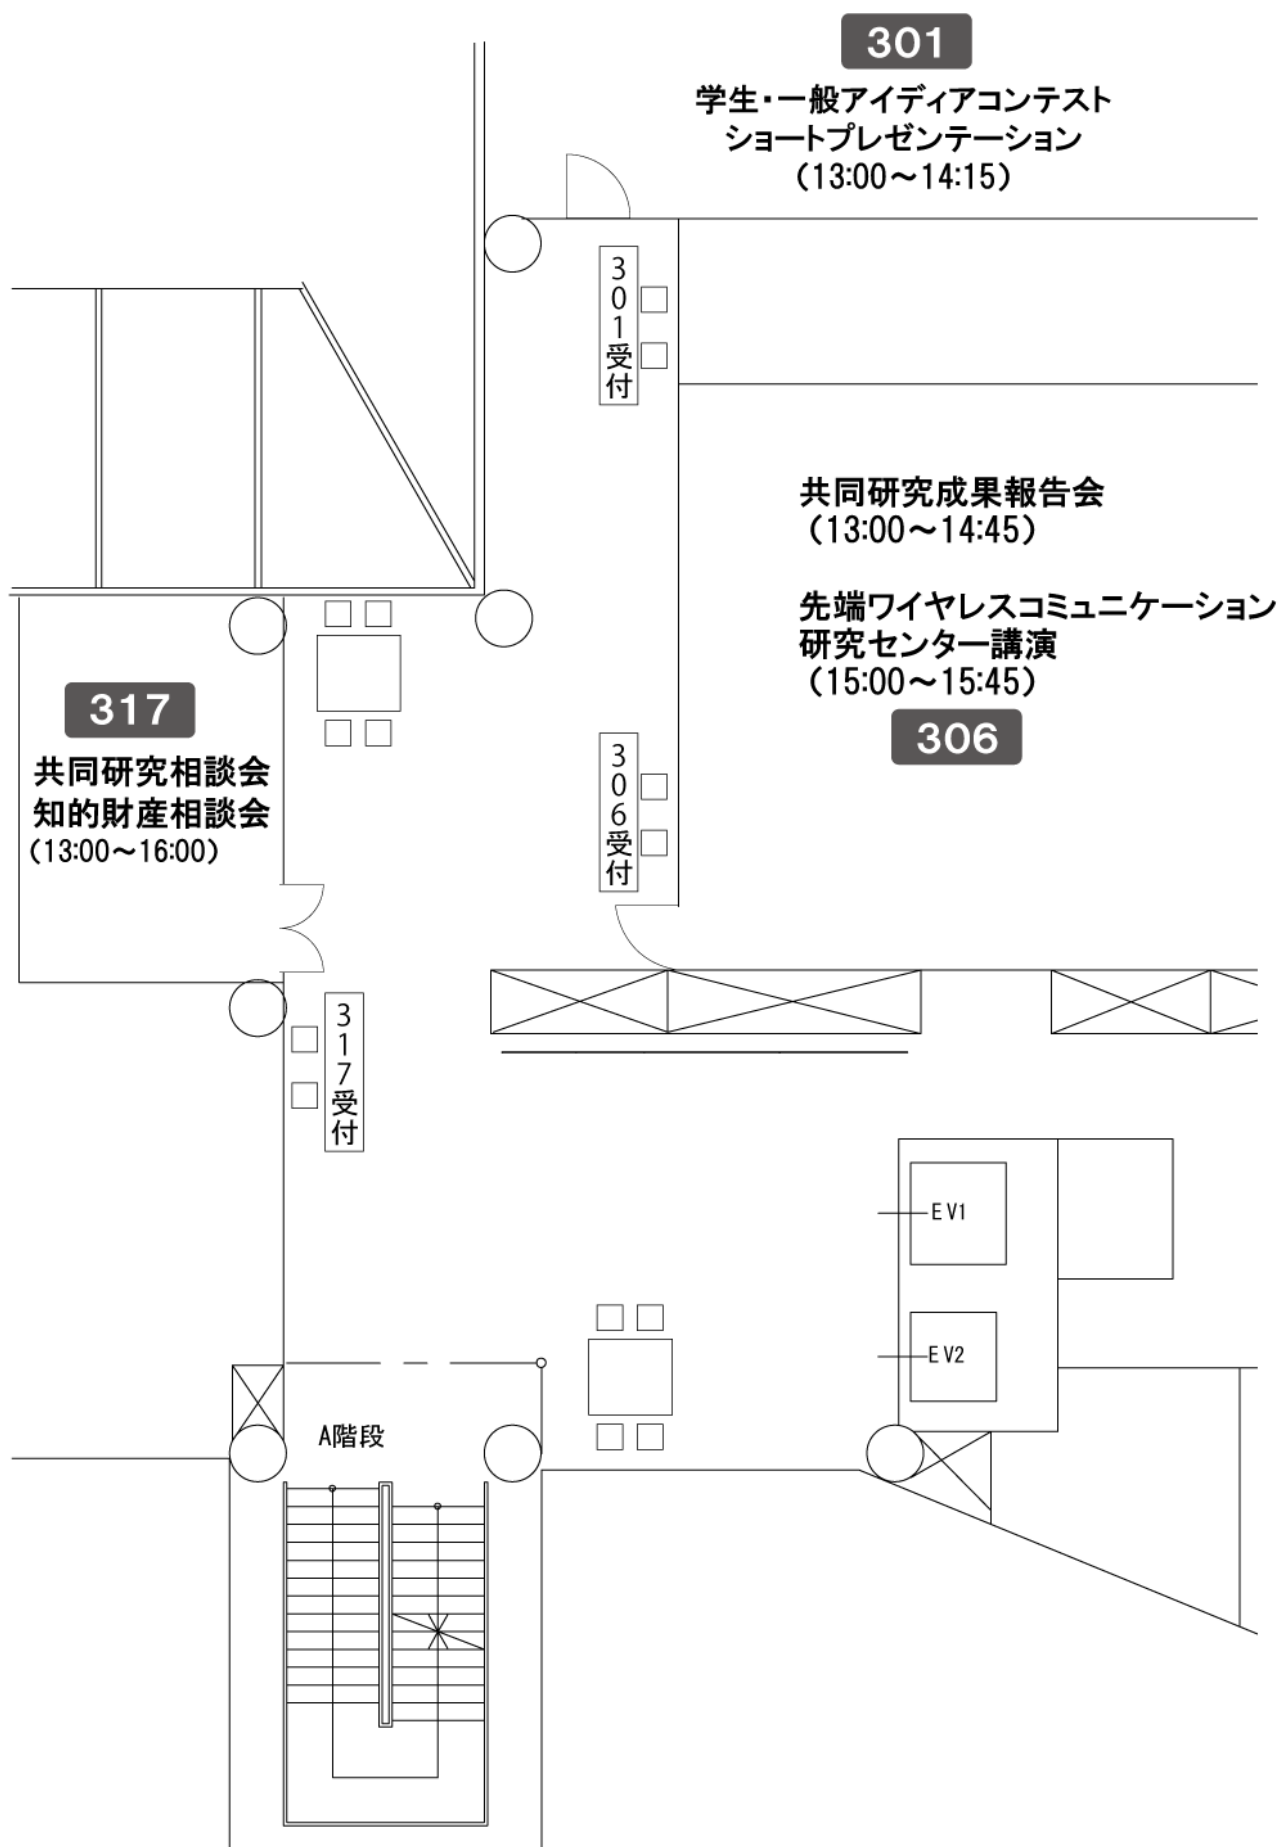 301
学生・一般アイディアコンテスト
ショートプレゼンテーション
(13:00～14:15)
301受付
共同研究成果報告会
(13:00～14:45)
先端ワイヤレスコミュニケーション
研究センター講演
(15:00～15:45)
306
317
共同研究相談会
知的財産相談会
(13:00～16:00)
306受付
317受付
EV1
EV2
A階段